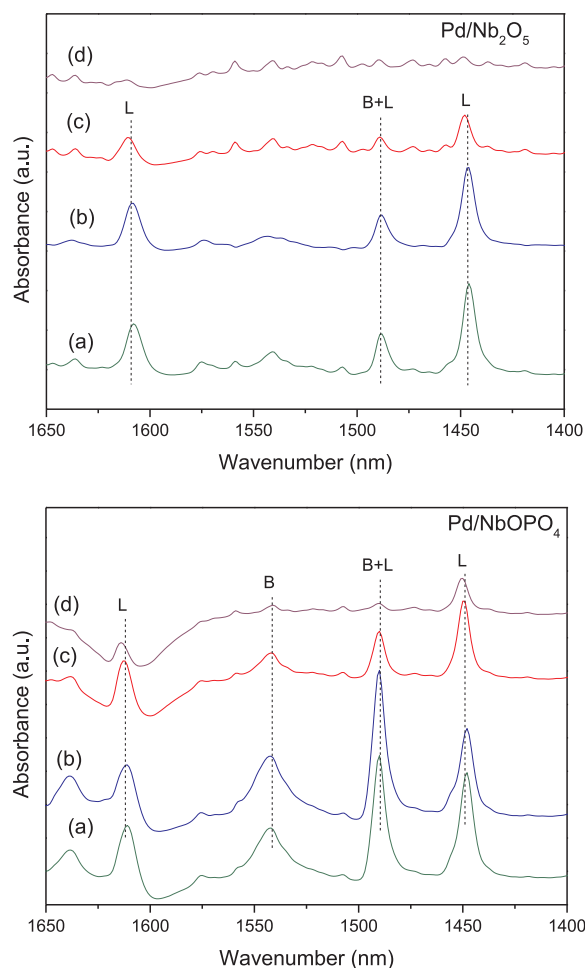 Pd/Nb₂O₅
(d)
L
B+L
L
(c)
(b)
(a)
Absorbance (a.u.)
1650 1600 1550 1500 1450 1400
Wavenumber (nm)
Pd/NbOPO₄
B+L
L
B
L
(d)
(c)
(b)
(a)
Absorbance (a.u.)
1650 1600 1550 1500 1450 1400
Wavenumber (nm)